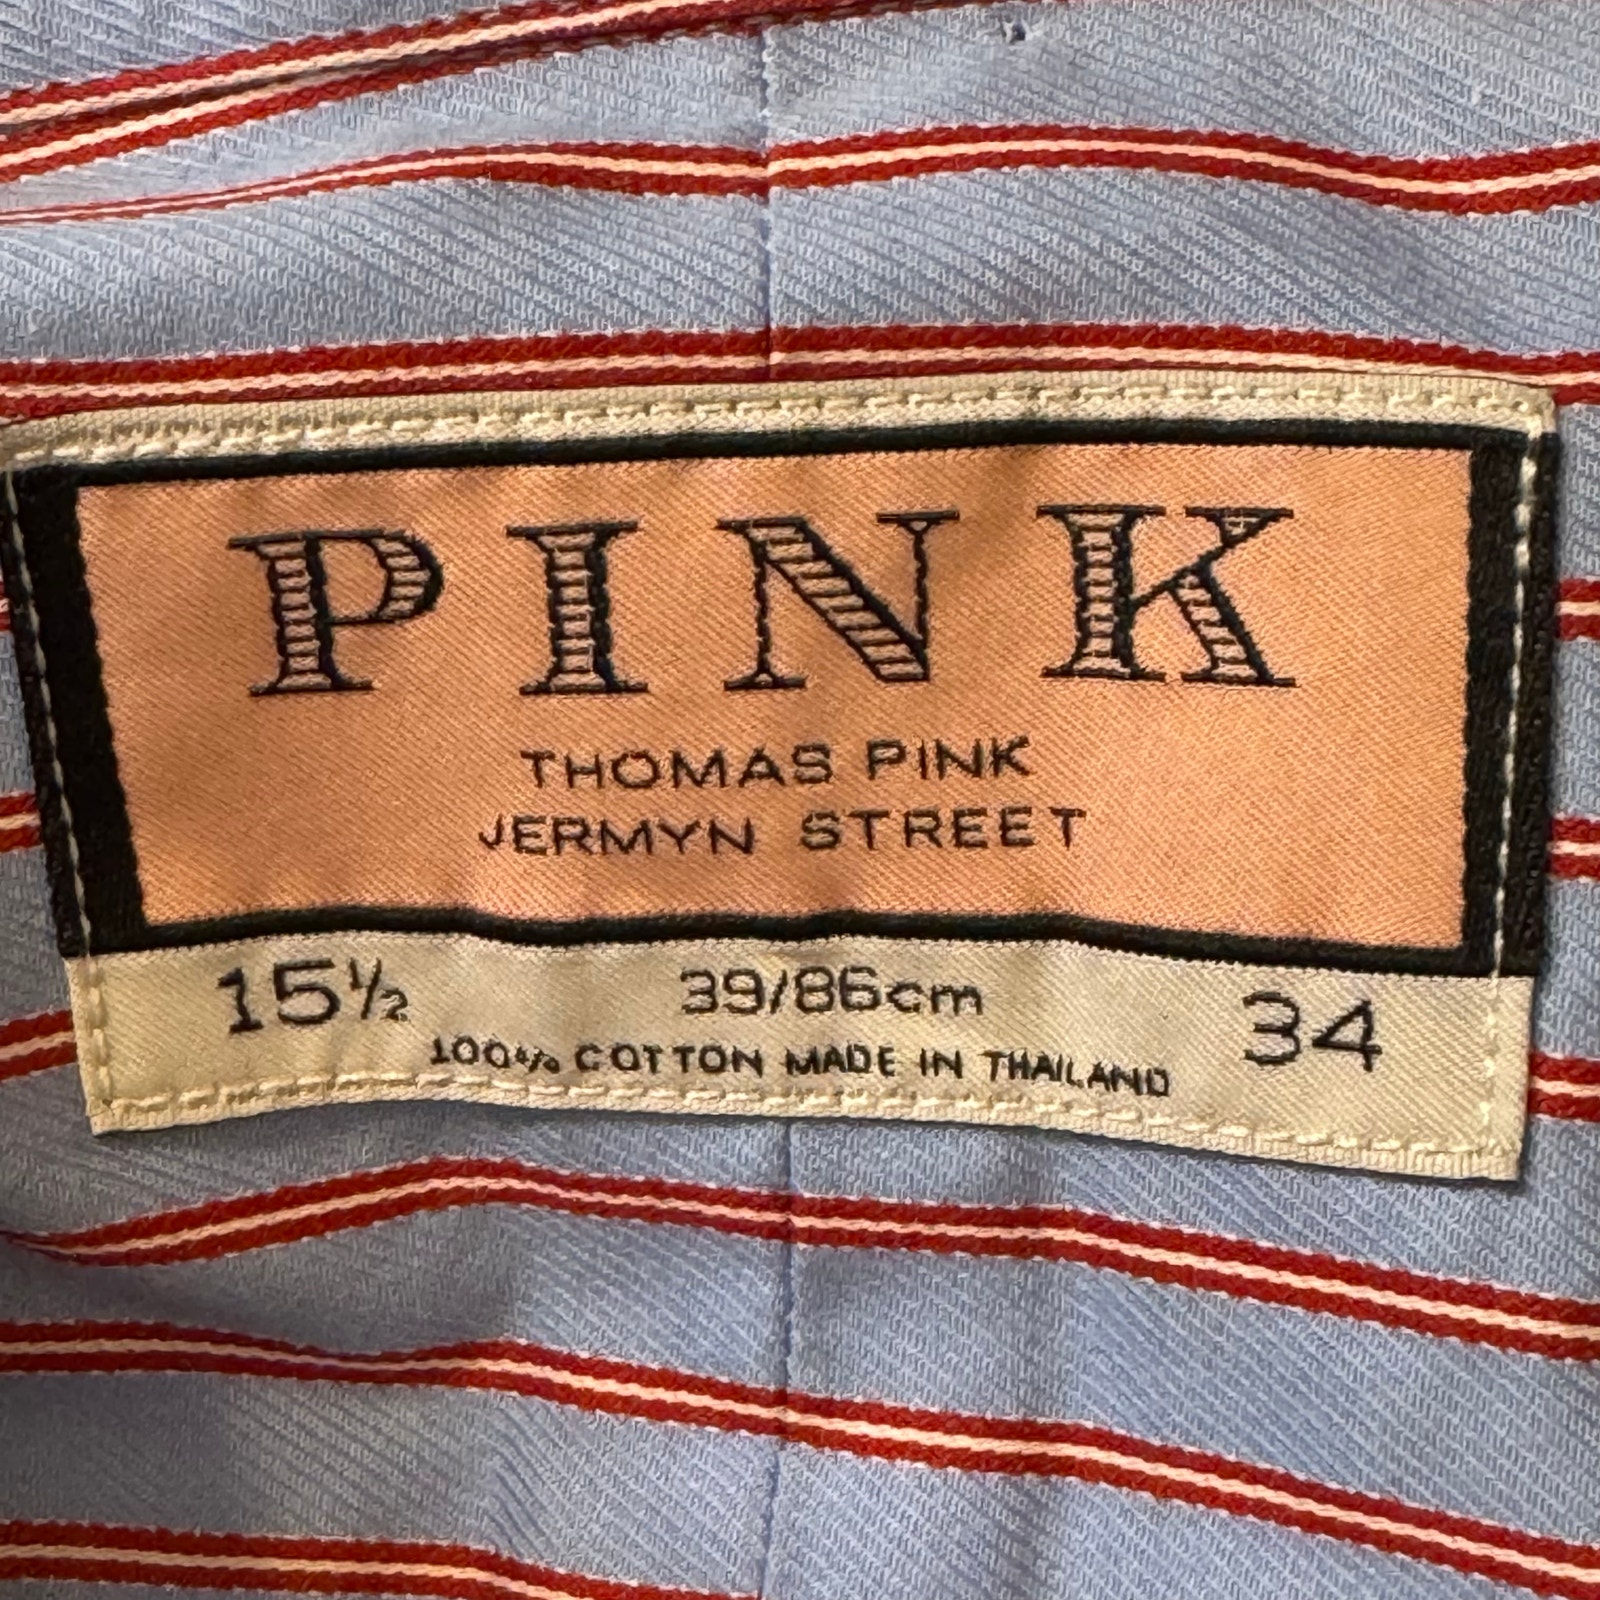 PINK
THOMAS PINK
JERMYN STREET
15½ 39/86cm 34
100% COTTON MADE IN THAILAND